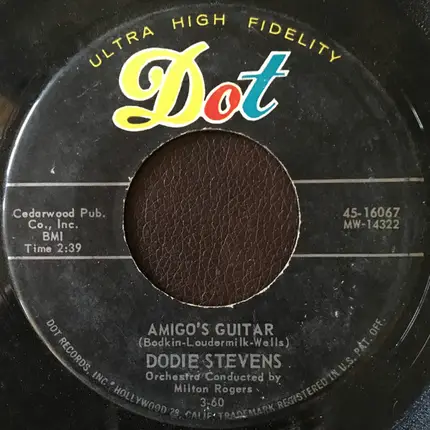 ULTRA HIGH FIDELITY
Dot
Cedarwood Pub.
Co., Inc.
BMI
Time 2:39
45-16067
MW-14322
AMIGO'S GUITAR
(Bodkin-Loudermilk-Wells)
DODIE STEVENS
Orchestra Conducted by
Milton Rogers
3-60
DOT RECORDS, INC. HOLLYWOOD 28, CALIF. TRADEMARK REGISTERED IN U.S. PAT. OFF.